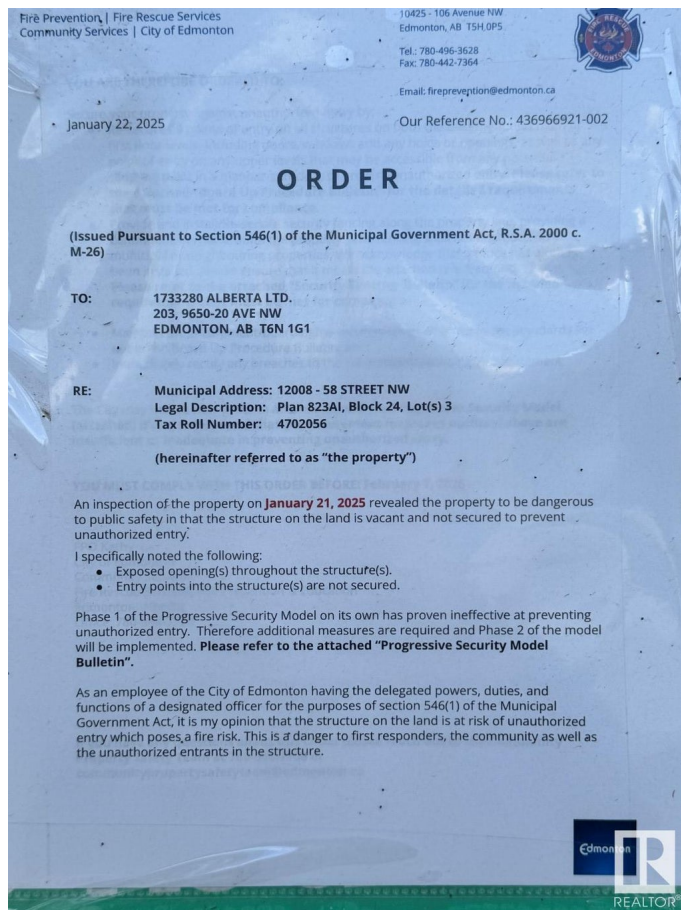 Fire Prevention | Fire Rescue Services
Community Services | City of Edmonton
10425 - 106 Avenue NW
Edmonton, AB T5H 0P5
Tel.: 780-496-3628
Fax: 780-442-7364
Email: fireprevention@edmonton.ca
January 22, 2025
Our Reference No.: 436966921-002
ORDER
(Issued Pursuant to Section 546(1) of the Municipal Government Act, R.S.A. 2000 c.
M-26)
TO: 1733280 ALBERTA LTD.
203, 9650-20 AVE NW
EDMONTON, AB T6N 1G1
RE: Municipal Address: 12008 - 58 STREET NW
Legal Description: Plan 823AI, Block 24, Lot(s) 3
Tax Roll Number: 4702056
(hereinafter referred to as “the property”)
An inspection of the property on January 21, 2025 revealed the property to be dangerous
to public safety in that the structure on the land is vacant and not secured to prevent
unauthorized entry.
I specifically noted the following:
• Exposed opening(s) throughout the structure(s).
• Entry points into the structure(s) are not secured.
Phase 1 of the Progressive Security Model on its own has proven ineffective at preventing
unauthorized entry. Therefore additional measures are required and Phase 2 of the model
will be implemented. Please refer to the attached “Progressive Security Model
Bulletin”.
As an employee of the City of Edmonton having the delegated powers, duties, and
functions of a designated officer for the purposes of section 546(1) of the Municipal
Government Act, it is my opinion that the structure on the land is at risk of unauthorized
entry which poses a fire risk. This is a danger to first responders, the community as well as
the unauthorized entrants in the structure.
Edmonton
REALTOR®